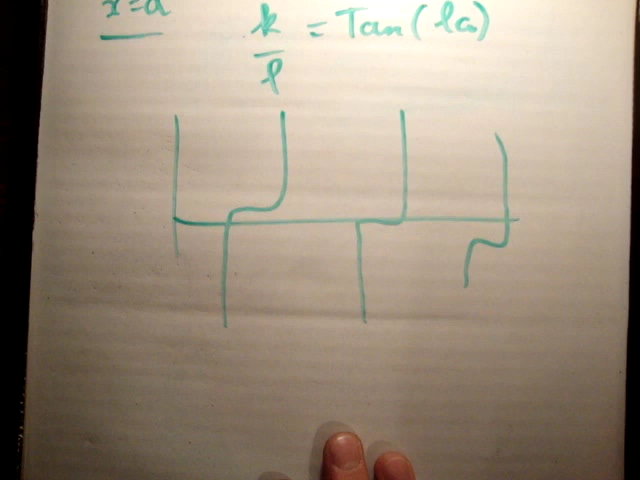 x=a
k/l = Tan(la)